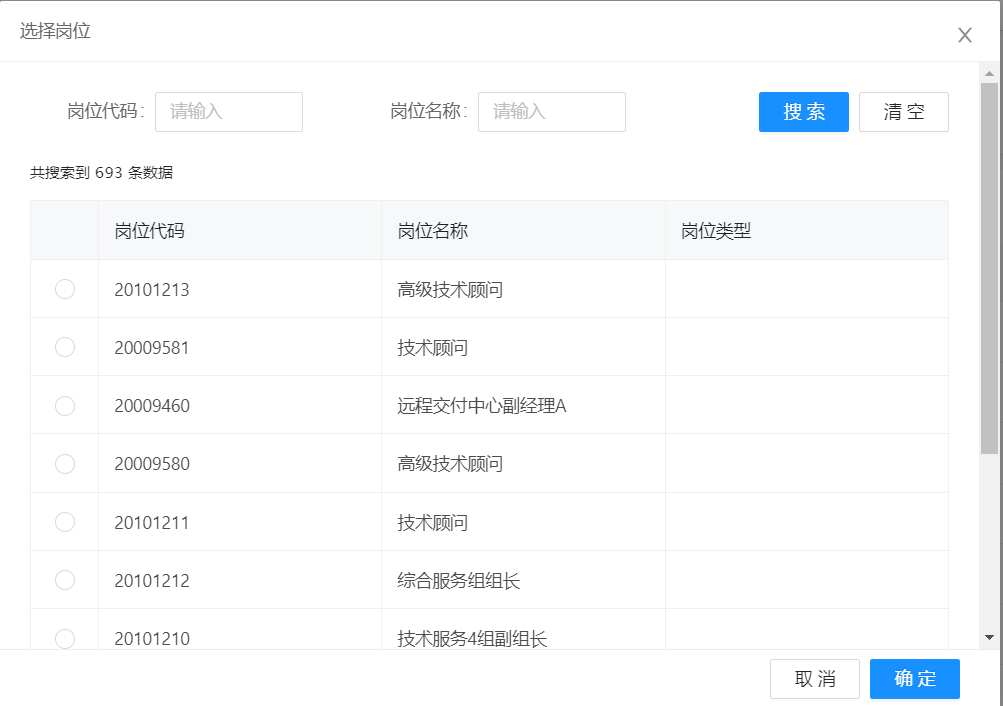 选择岗位
岗位代码: 请输入 岗位名称: 请输入 搜 索 清 空
共搜索到 693 条数据
岗位代码 岗位名称 岗位类型
20101213 高级技术顾问
20009581 技术顾问
20009460 远程交付中心副经理A
20009580 高级技术顾问
20101211 技术顾问
20101212 综合服务组组长
20101210 技术服务4组副组长
取 消 确 定